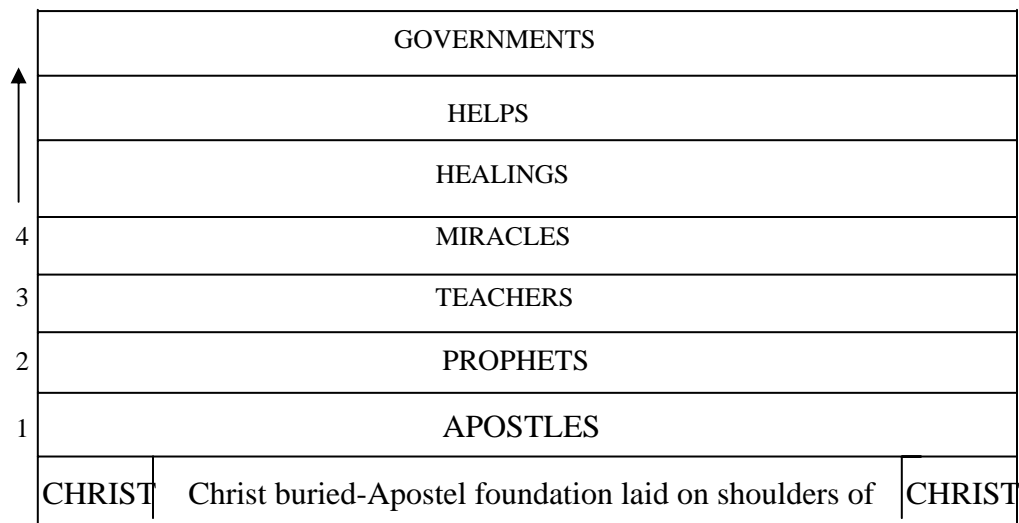 GOVERNMENTS
HELPS
HEALINGS
4 MIRACLES
3 TEACHERS
2 PROPHETS
1 APOSTLES
CHRIST Christ buried-Apostel foundation laid on shoulders of CHRIST